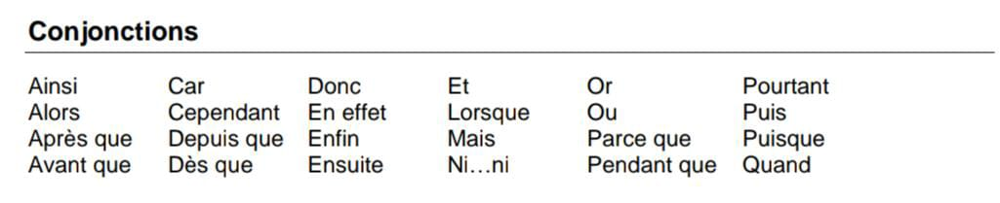 Conjonctions
Ainsi Car Donc Et Or Pourtant
Alors Cependant En effet Lorsque Ou Puis
Après que Depuis que Enfin Mais Parce que Puisque
Avant que Dès que Ensuite Ni…ni Pendant que Quand